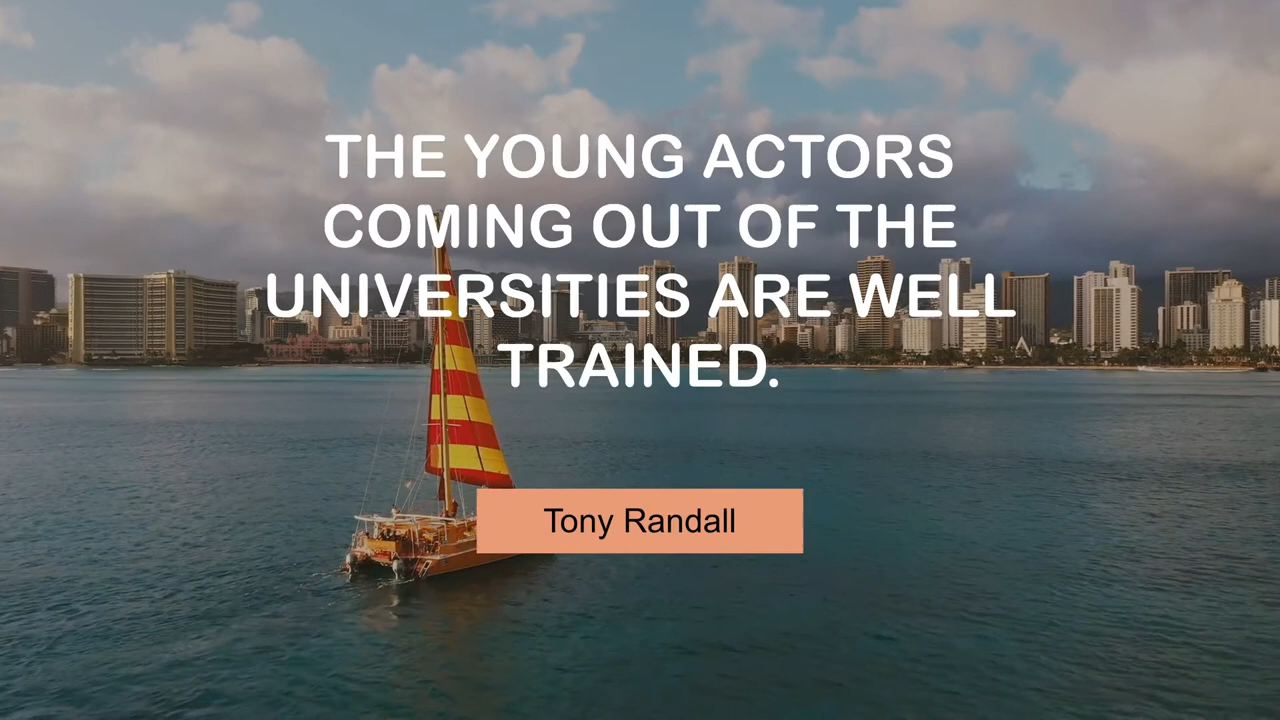 THE YOUNG ACTORS
COMING OUT OF THE
UNIVERSITIES ARE WELL
TRAINED.
Tony Randall